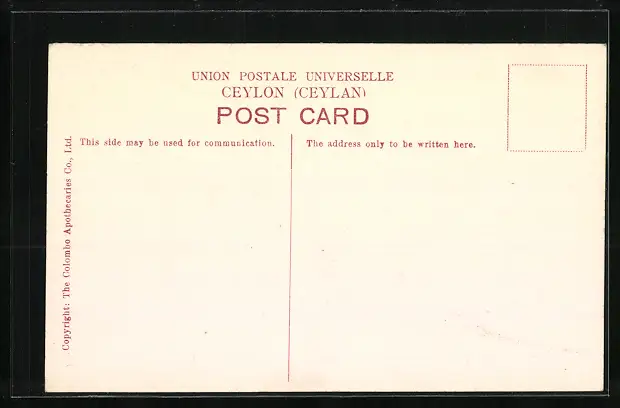 UNION POSTALE UNIVERSELLE
CEYLON (CEYLAN)
POST CARD
This side may be used for communication.
The address only to be written here.
Copyright: The Colombo Apothecaries Co., Ltd.